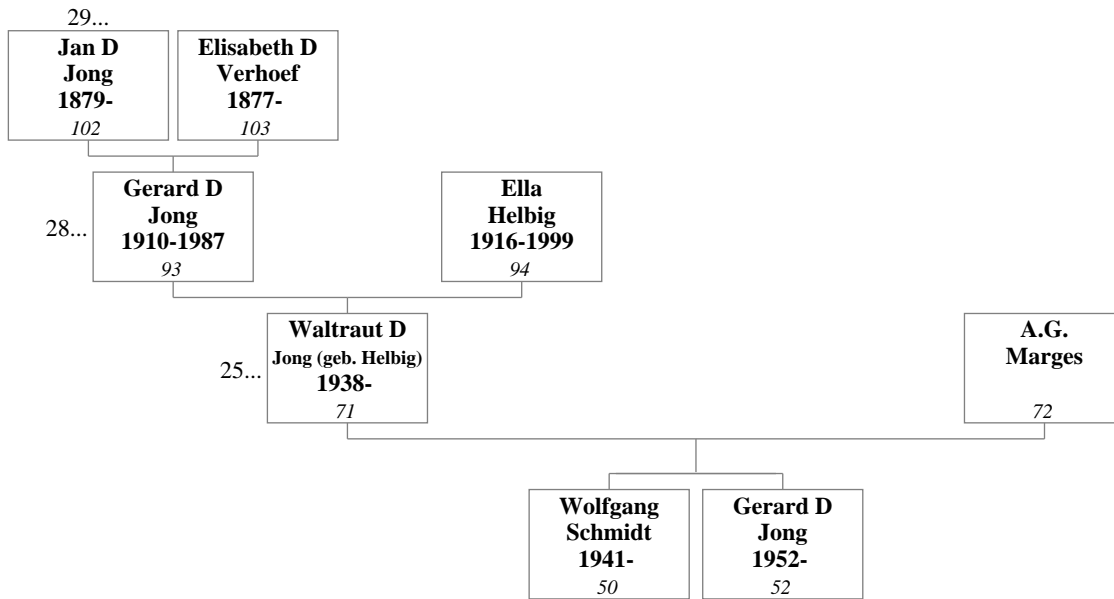 29...
Jan D
Jong
1879-
102
Elisabeth D
Verhoef
1877-
103
28...
Gerard D
Jong
1910-1987
93
Ella
Helbig
1916-1999
94
25...
Waltraut D
Jong (geb. Helbig)
1938-
71
A.G.
Marges
72
Wolfgang
Schmidt
1941-
50
Gerard D
Jong
1952-
52